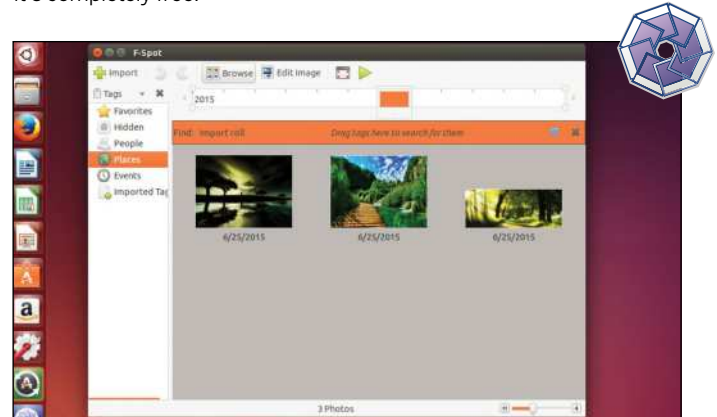 it's completely free.
F-Spot
Import Browse Edit Image
Tags
2015
Favorites
Hidden
Find: Import roll Drag tags here to search for them
People
Places
Events
Imported Tag
6/25/2015 6/25/2015 6/25/2015
a
3 Photos